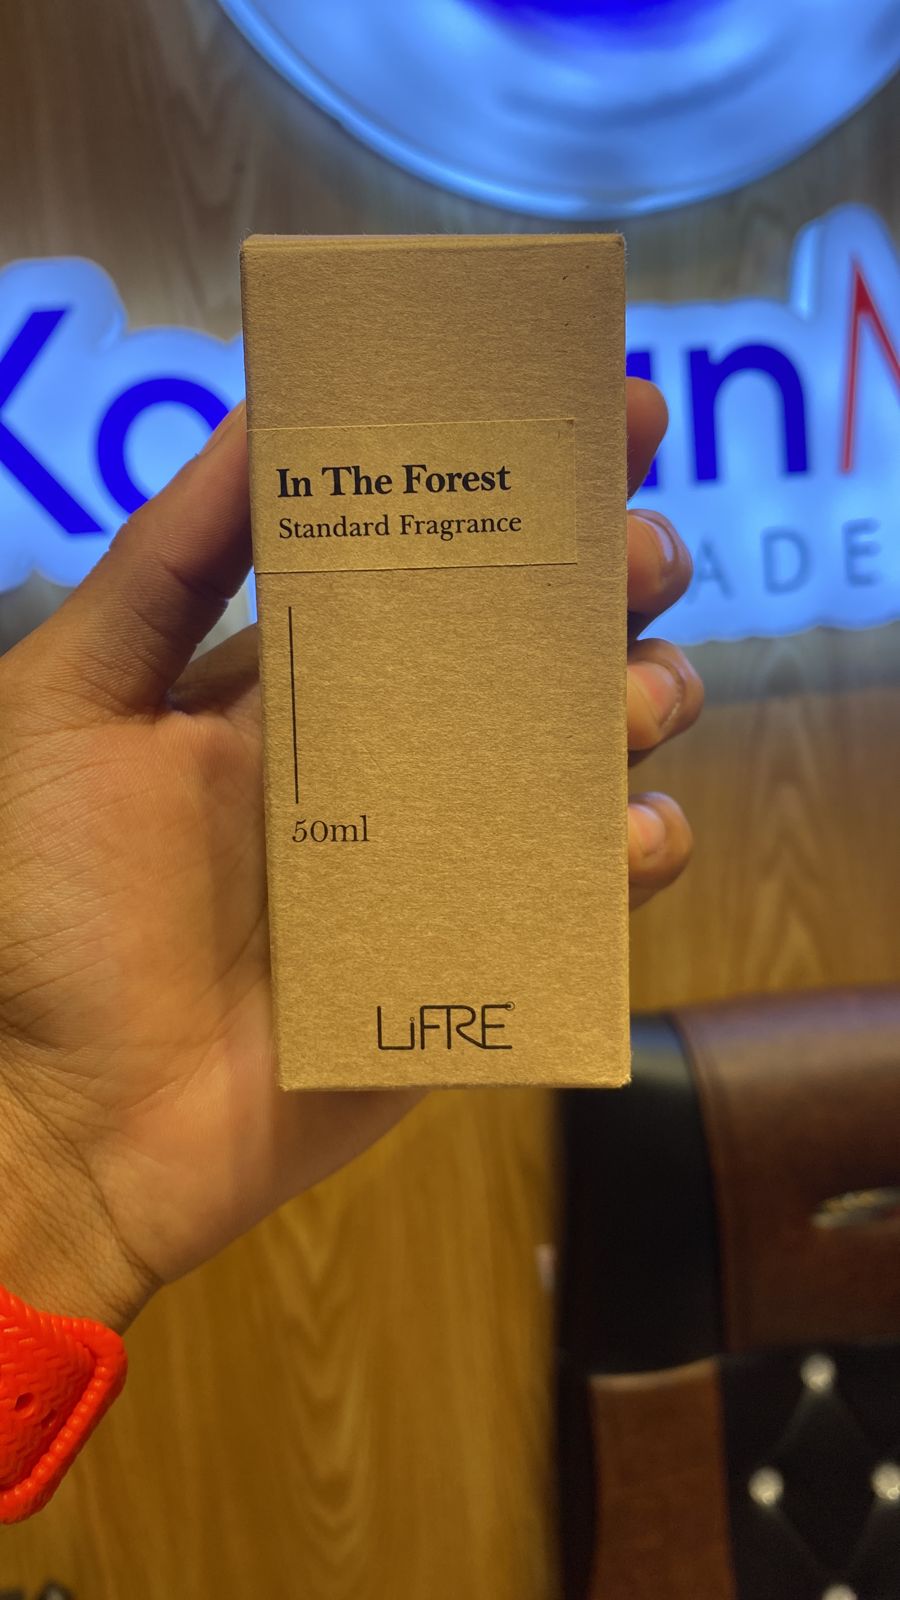 In The Forest
Standard Fragrance
50ml
LiFRE